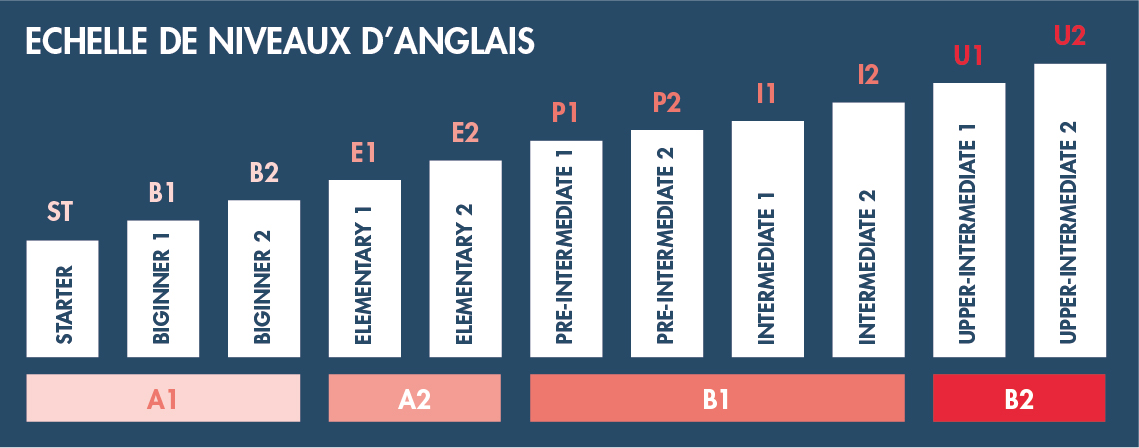 ECHELLE DE NIVEAUX D'ANGLAIS
ST
B1
B2
E1
E2
P1
P2
I1
I2
U1
U2
STARTER
BIGINNER 1
BIGINNER 2
ELEMENTARY 1
ELEMENTARY 2
PRE-INTERMEDIATE 1
PRE-INTERMEDIATE 2
INTERMEDIATE 1
INTERMEDIATE 2
UPPER-INTERMEDIATE 1
UPPER-INTERMEDIATE 2
A1
A2
B1
B2